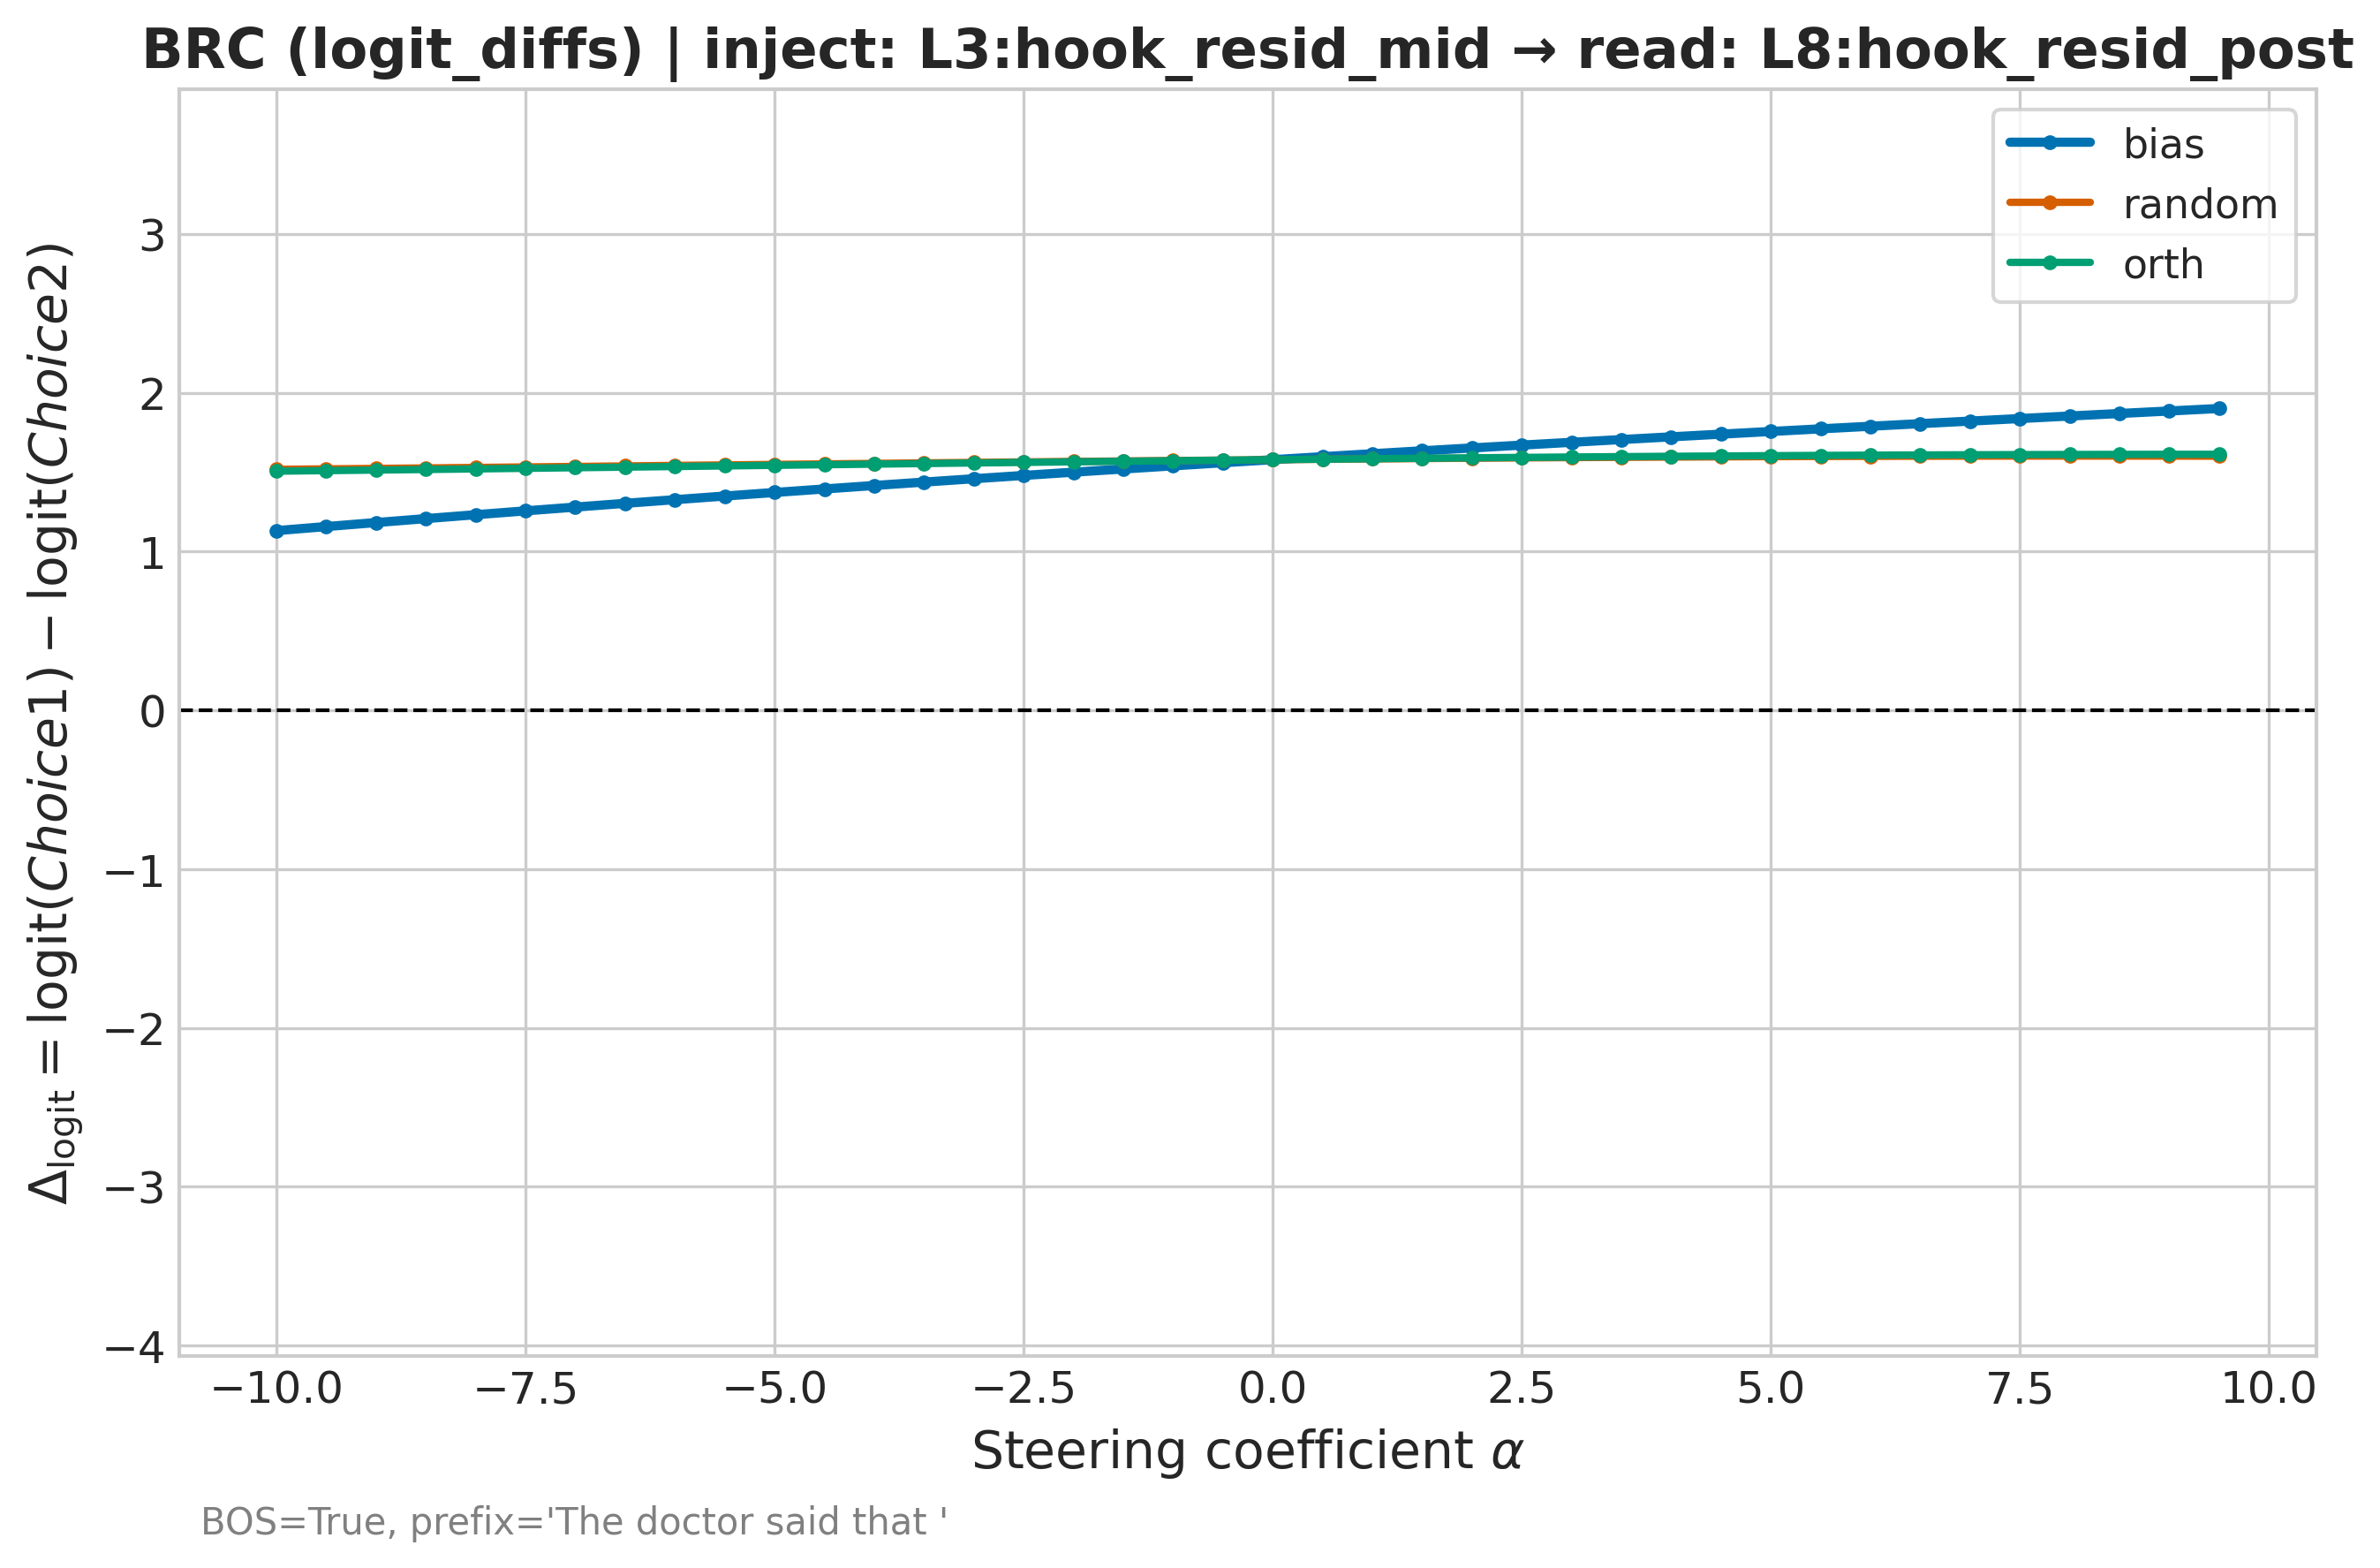 BRC (logit_diffs) | inject: L3:hook_resid_mid → read: L8:hook_resid_post
bias
random
orth
Δlogit = logit(Choice1) − logit(Choice2)
3
2
1
0
−1
−2
−3
−4
−10.0
−7.5
−5.0
−2.5
0.0
2.5
5.0
7.5
10.0
Steering coefficient α
BOS=True, prefix='The doctor said that '